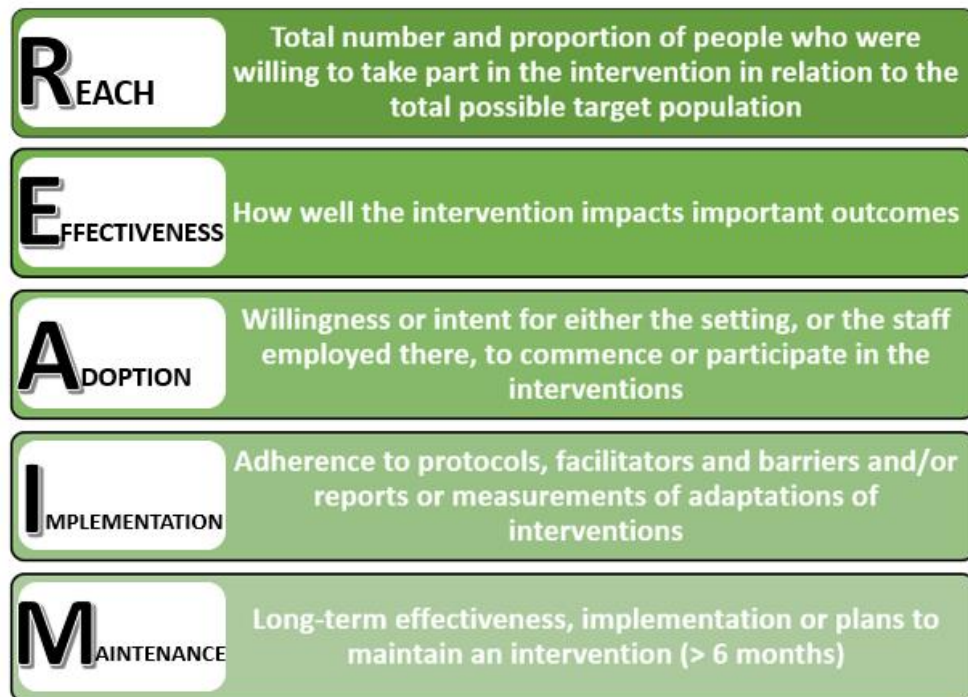 REACH
Total number and proportion of people who were
willing to take part in the intervention in relation to the
total possible target population
EFFECTIVENESS
How well the intervention impacts important outcomes
ADOPTION
Willingness or intent for either the setting, or the staff
employed there, to commence or participate in the
interventions
IMPLEMENTATION
Adherence to protocols, facilitators and barriers and/or
reports or measurements of adaptations of
interventions
MAINTENANCE
Long-term effectiveness, implementation or plans to
maintain an intervention (> 6 months)